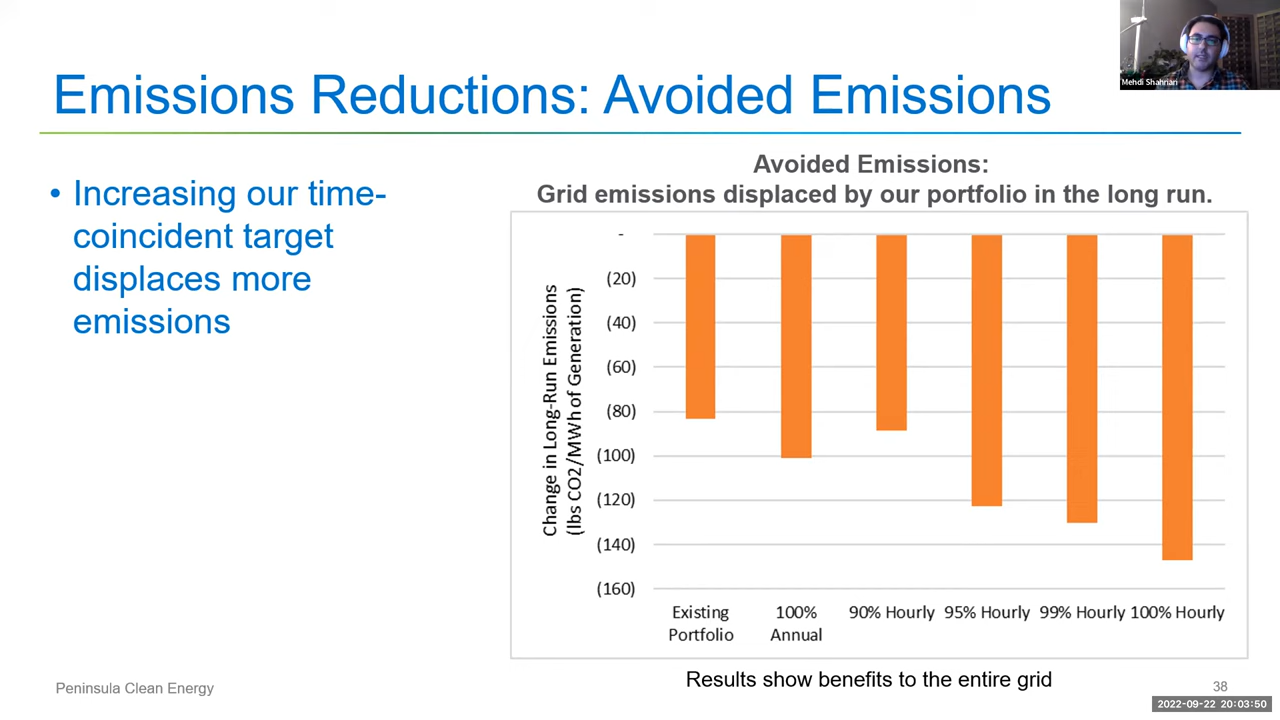 Mehdi Shahriari
Emissions Reductions: Avoided Emissions
• Increasing our time-
coincident target
displaces more
emissions
Avoided Emissions:
Grid emissions displaced by our portfolio in the long run.
Change in Long-Run Emissions
(lbs CO2/MWh of Generation)
-
(20)
(40)
(60)
(80)
(100)
(120)
(140)
(160)
Existing
Portfolio
100%
Annual
90% Hourly
95% Hourly
99% Hourly
100% Hourly
Results show benefits to the entire grid
Peninsula Clean Energy
38
2022-09-22 20:03:50